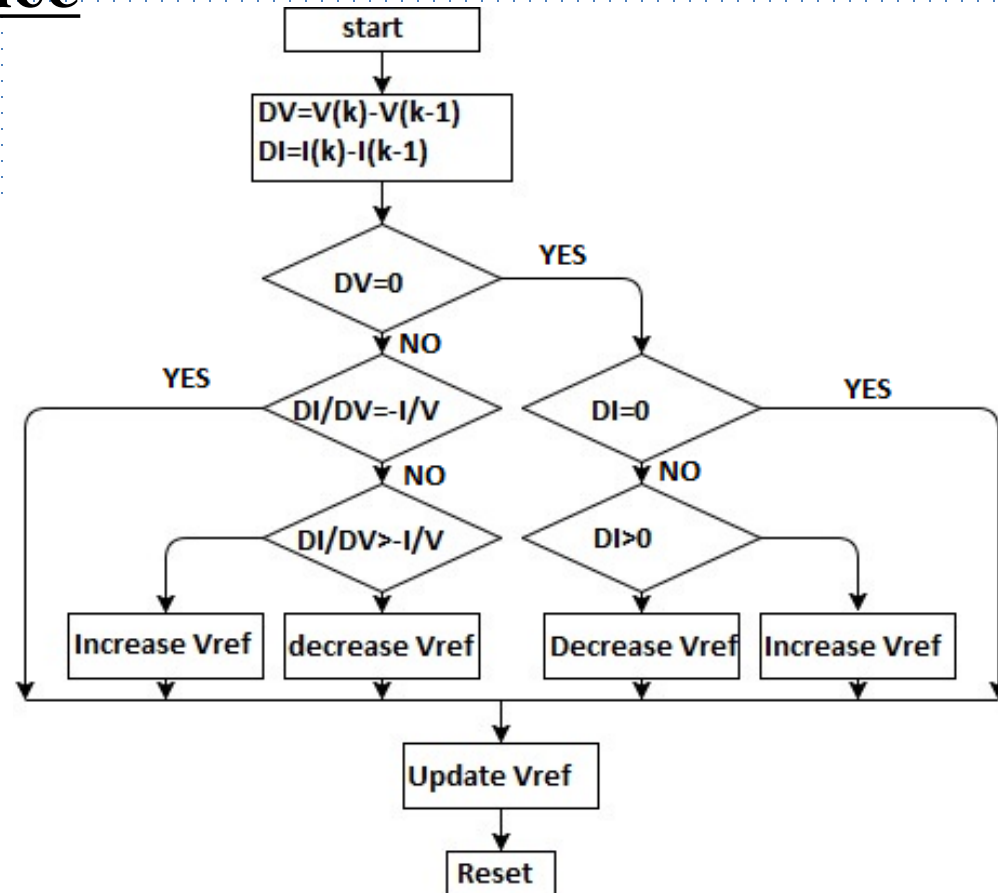 start
DV=V(k)-V(k-1)
DI=I(k)-I(k-1)
DV=0
YES
NO
YES
DI/DV=-I/V
DI=0
YES
NO
NO
DI/DV>-I/V
DI>0
Increase Vref
decrease Vref
Decrease Vref
Increase Vref
Update Vref
Reset